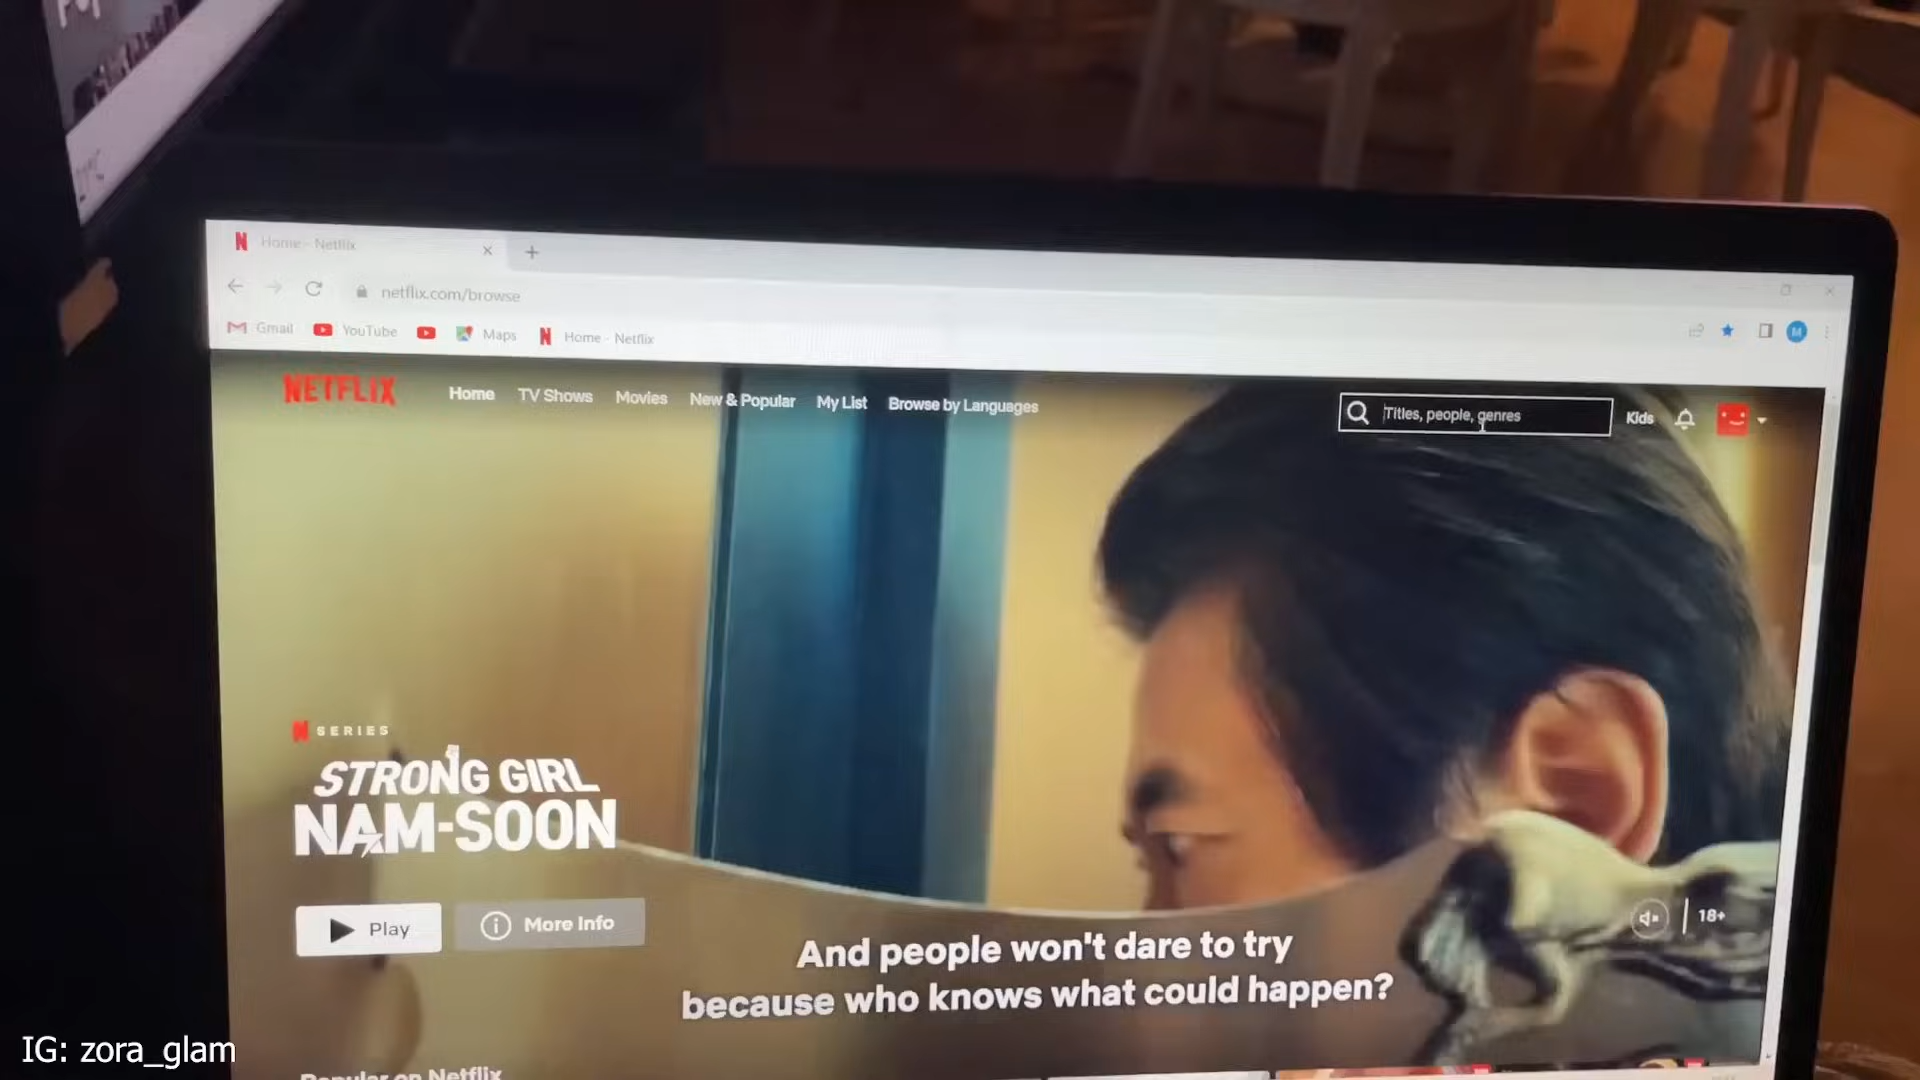 Home - Netflix
netflix.com/browse
Gmail YouTube Maps Home - Netflix
M
NETFLIX Home TV Shows Movies New & Popular My List Browse by Languages Titles, people, genres Kids
N SERIES
STRONG GIRL
NAM-SOON
Play More Info
18+
And people won't dare to try
because who knows what could happen?
IG: zora_glam
Popular on Netflix